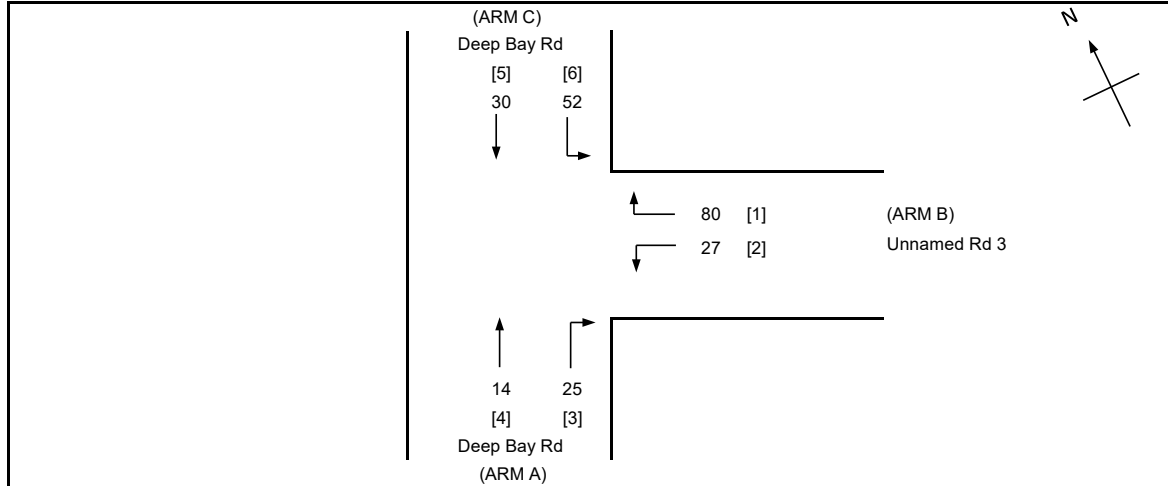 (ARM C)
N
Deep Bay Rd
[5] [6]
30 52
80 [1] (ARM B)
27 [2] Unnamed Rd 3
14 25
[4] [3]
Deep Bay Rd
(ARM A)